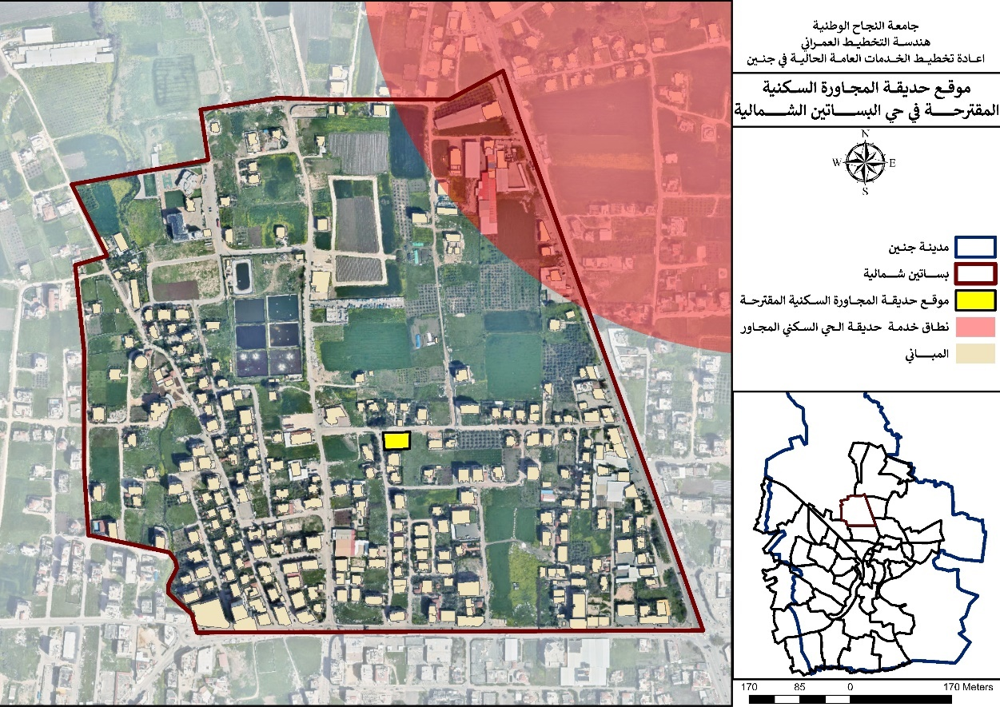 جامعة النجاح الوطنية
هندسة التخطيط العمراني
اعادة تخطيط الخدمات العامة الحالية في جنين
موقع حديقة المجاورة السكنية
المقترحة في حي البساتين الشمالية
N
W E
S
مدينة جنين
بساتين شمالية
موقع حديقة المجاورة السكنية المقترحة
نطاق خدمة حديقة الحي السكني المجاور
المباني
170 85 0 170 Meters